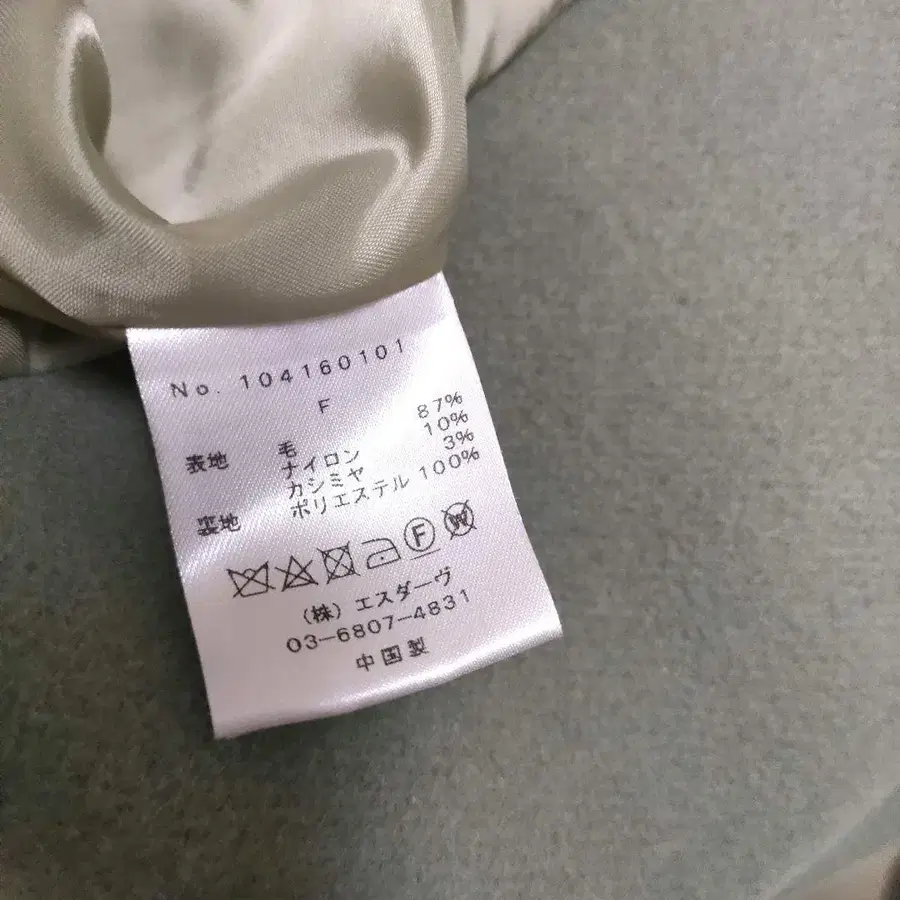 No. 104160101
F
表地 毛 87%
ナイロン 10%
カシミヤ 3%
裏地 ポリエステル 100%
F W
(株) エスダーヴ
03-6807-4831
中国製